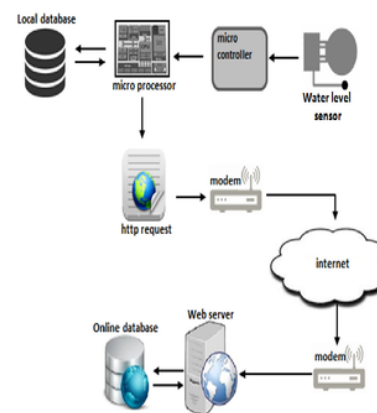 Local database
micro processor
micro
controller
Water level
sensor
http request
modem
internet
modem
Web server
Online database